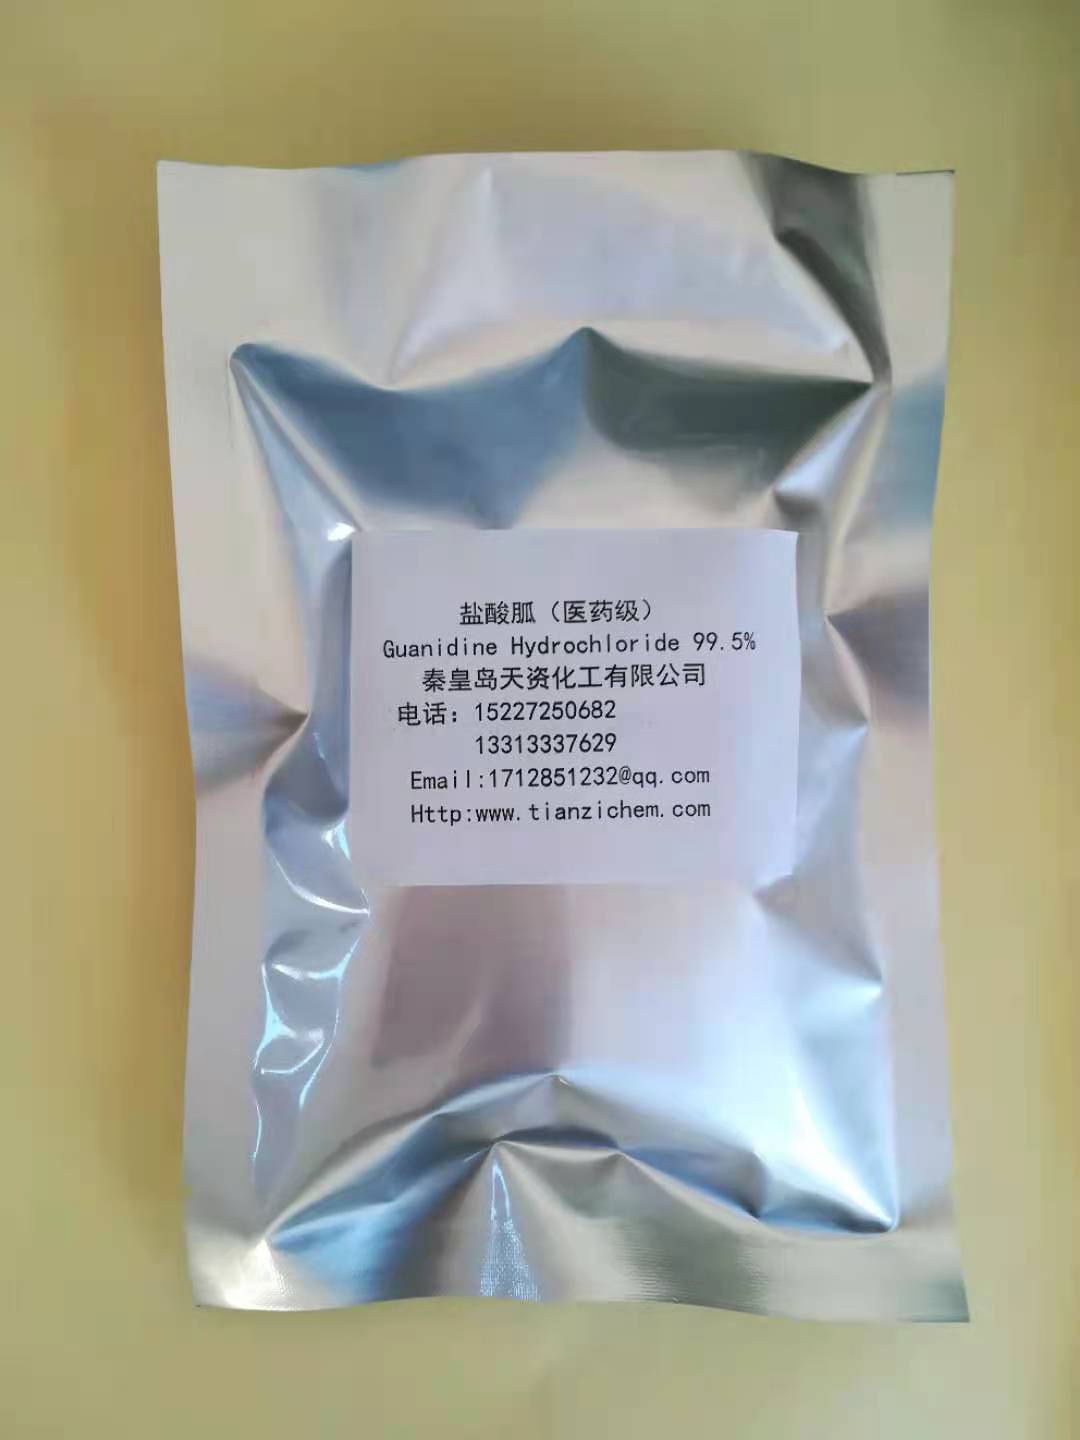 盐酸胍（医药级）
Guanidine Hydrochloride 99.5%
秦皇岛天资化工有限公司
电话：15227250682
13313337629
Email:1712851232@qq.com
Http:www.tianzichem.com